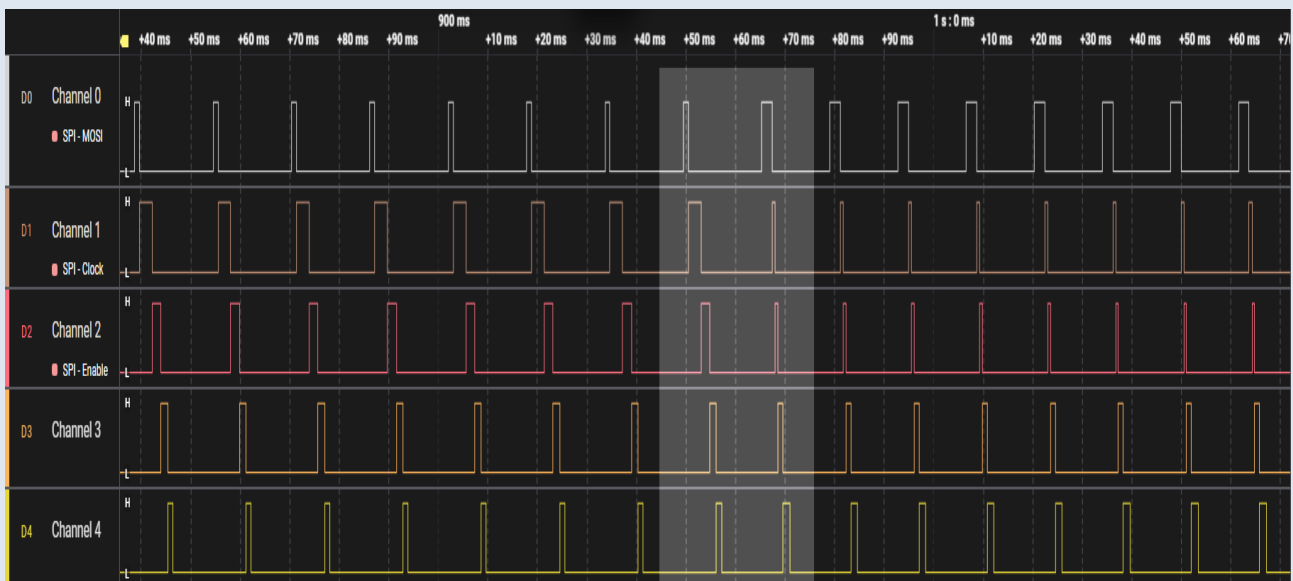 900 ms 1 s : 0 ms
+40 ms +50 ms +60 ms +70 ms +80 ms +90 ms +10 ms +20 ms +30 ms +40 ms +50 ms +60 ms +70 ms +80 ms +90 ms +10 ms +20 ms +30 ms +40 ms +50 ms +60 ms
D0 Channel 0 H
SPI - MOSI
L
H
D1 Channel 1
SPI - Clock
L
H
D2 Channel 2
SPI - Enable
L
H
D3 Channel 3
L
H
D4 Channel 4
L